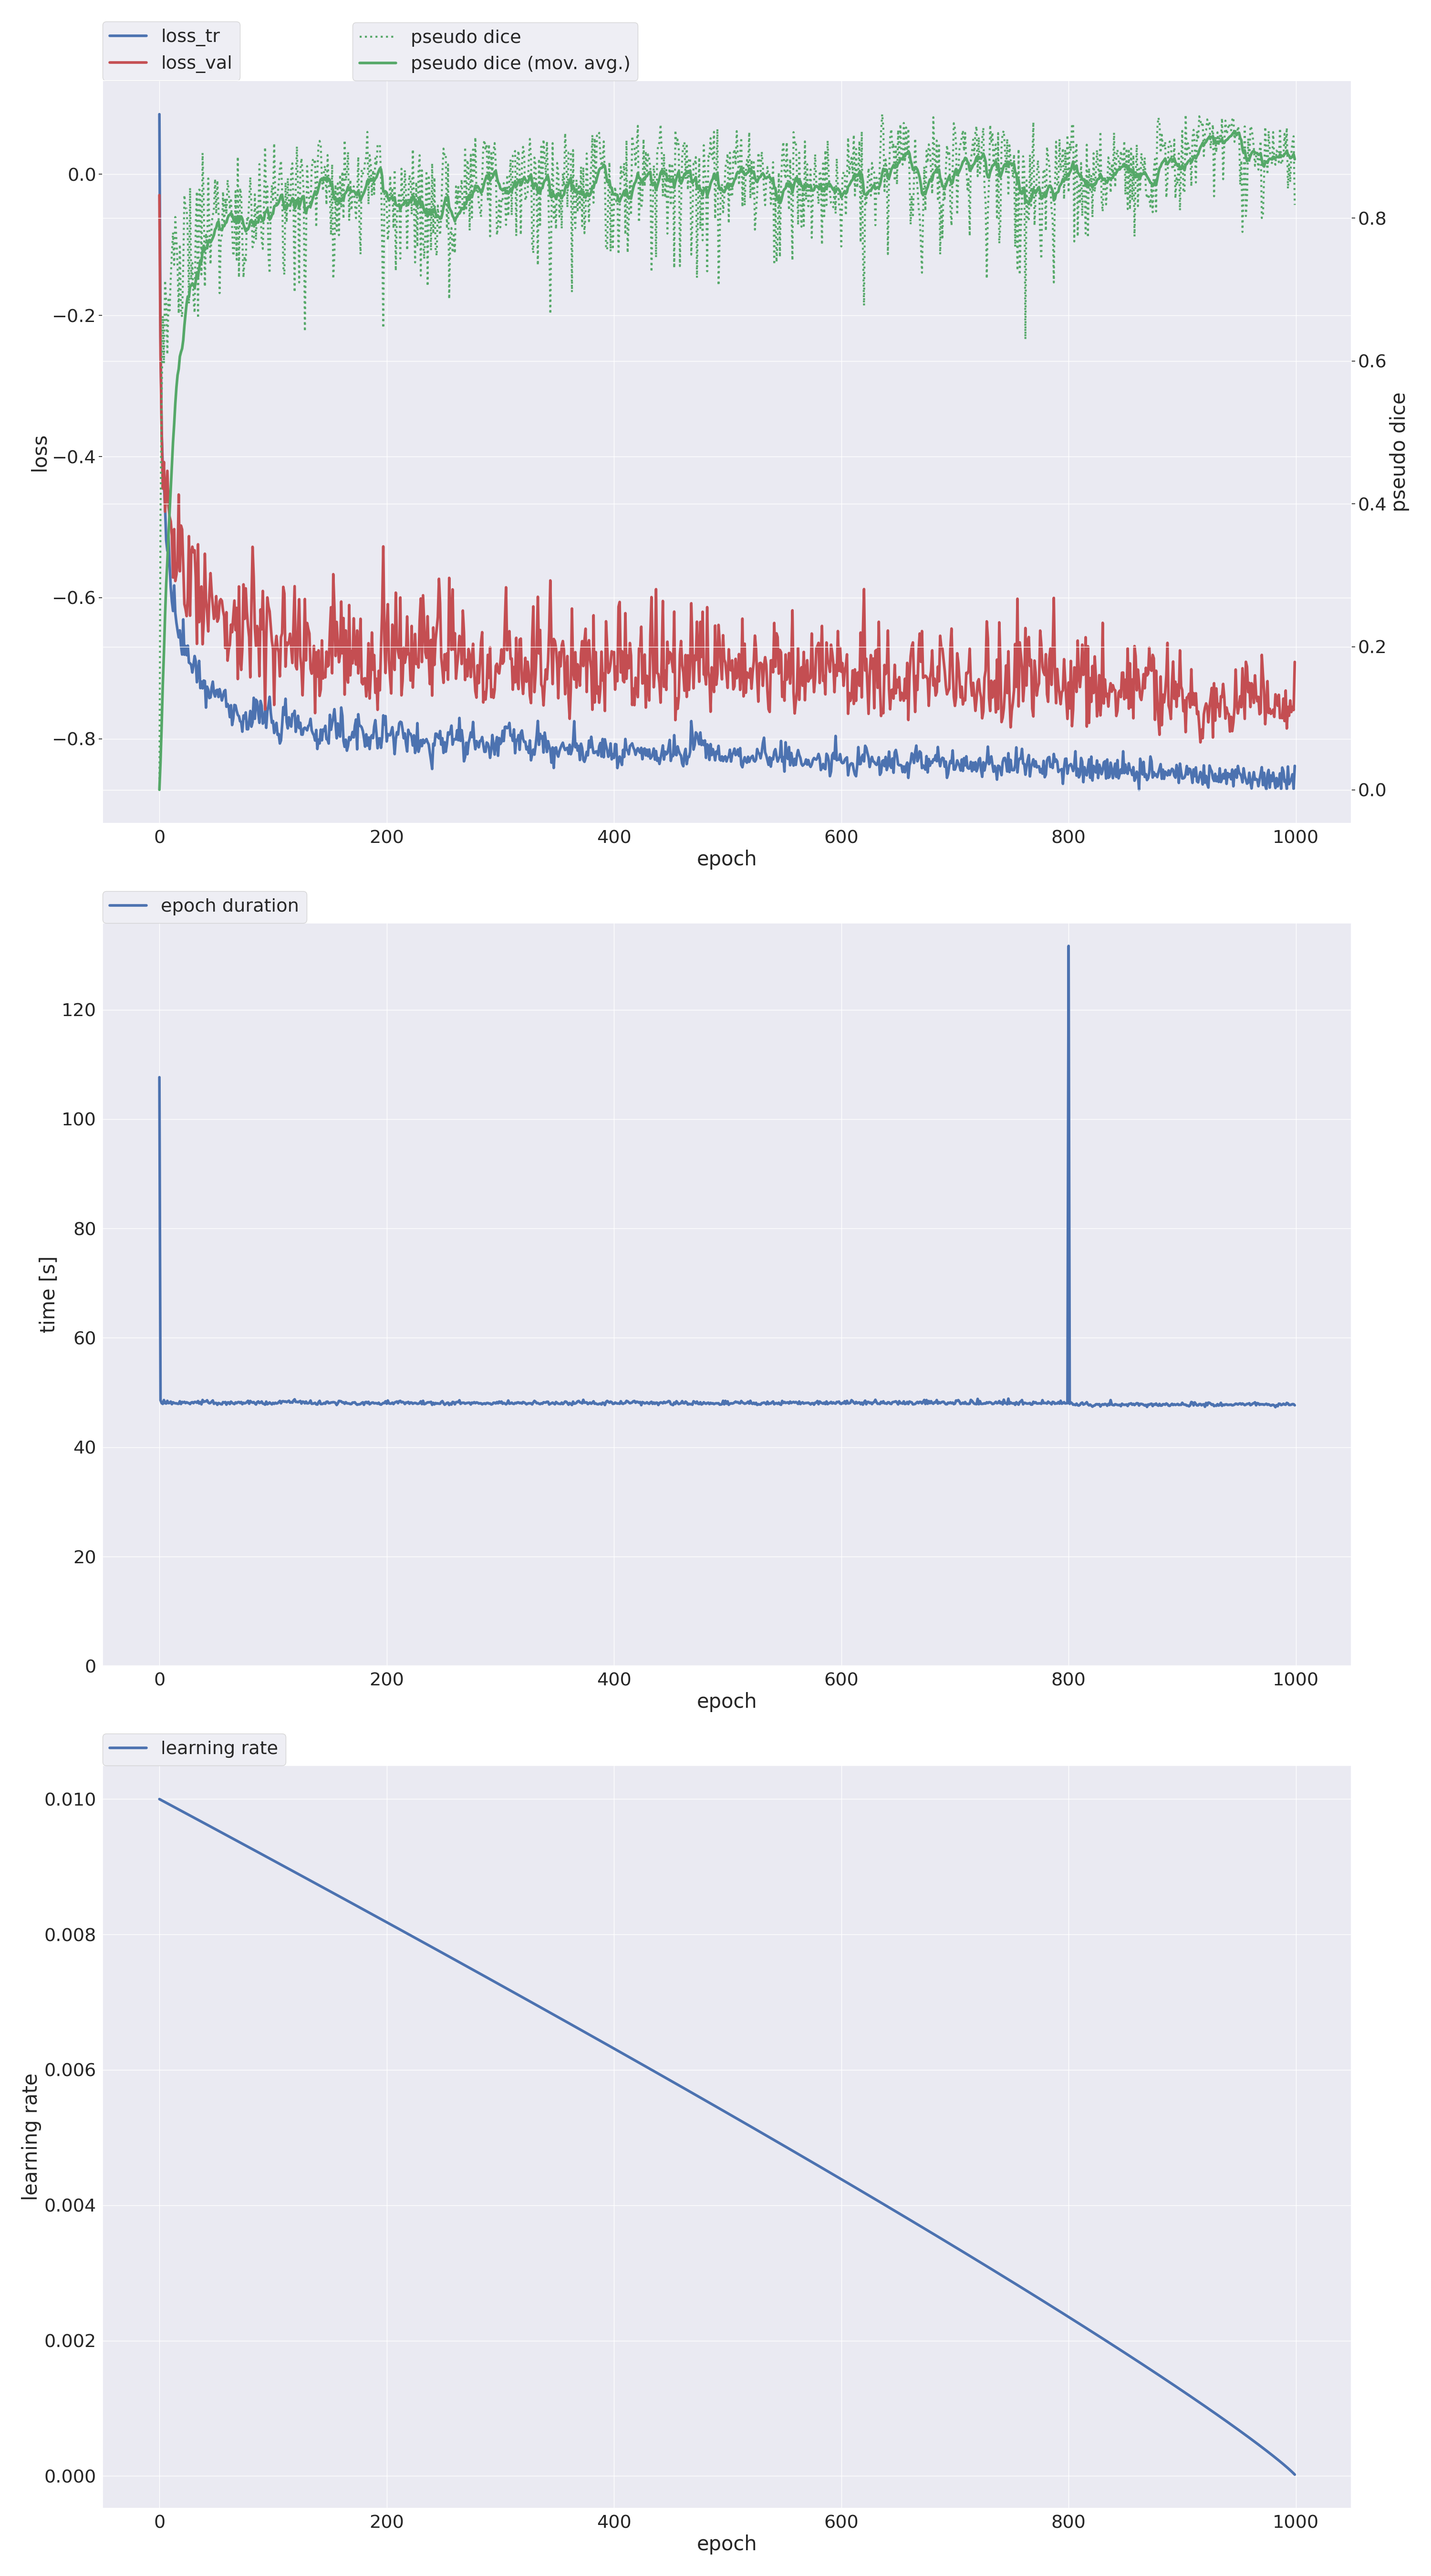 loss_tr
loss_val
pseudo dice
pseudo dice (mov. avg.)
0.0
−0.2
−0.4
−0.6
−0.8
loss
0.8
0.6
0.4
0.2
0.0
pseudo dice
0 200 400 600 800 1000
epoch
epoch duration
120
100
80
60
40
20
0
time [s]
0 200 400 600 800 1000
epoch
learning rate
0.010
0.008
0.006
0.004
0.002
0.000
learning rate
0 200 400 600 800 1000
epoch